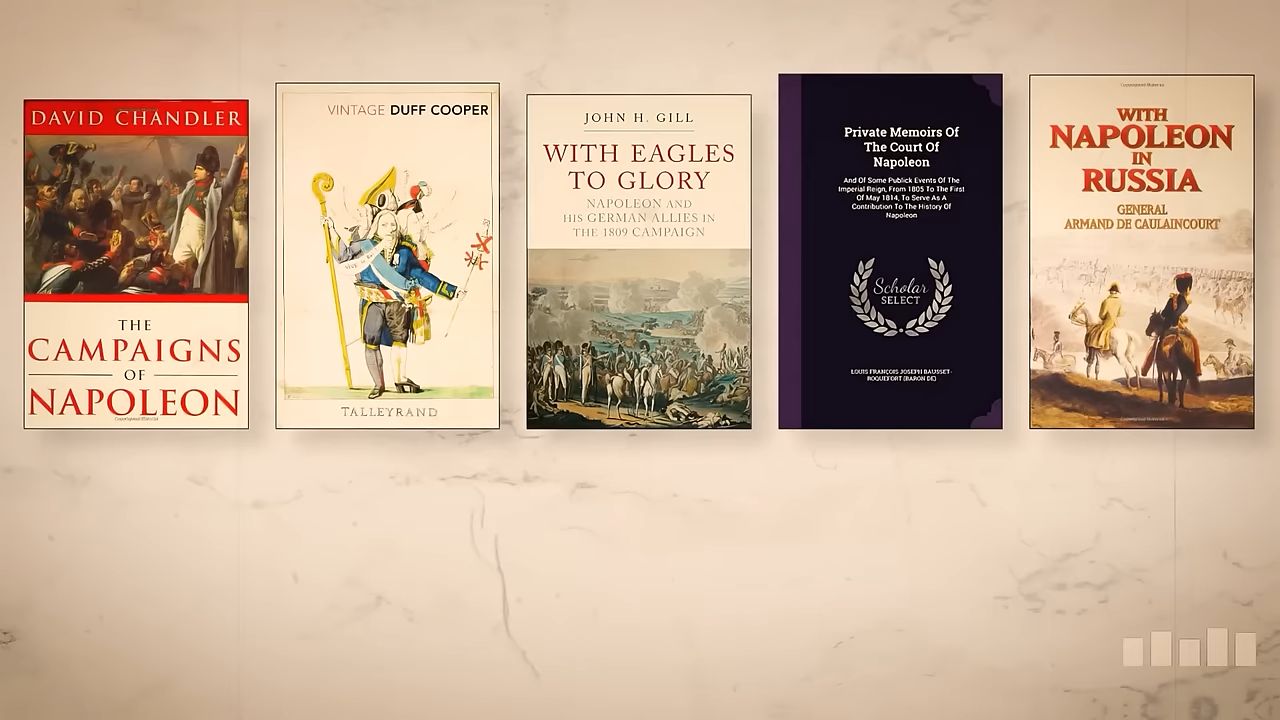 DAVID CHANDLER
THE
CAMPAIGNS
OF
NAPOLEON
VINTAGE DUFF COOPER
TALLEYRAND
JOHN H. GILL
WITH EAGLES
TO GLORY
NAPOLEON AND
HIS GERMAN ALLIES IN
THE 1809 CAMPAIGN
Private Memoirs Of
The Court Of
Napoleon
And Of Some Publick Events Of The
Imperial Reign, From 1805 To The First
Of May 1814, To Serve As A
Contribution To The History Of
Napoleon
Scholar
SELECT
LOUIS FRANÇOIS JOSEPH BAUSSET-
ROQUEFORT (BARON DE)
WITH
NAPOLEON
IN
RUSSIA
GENERAL
ARMAND DE CAULAINCOURT